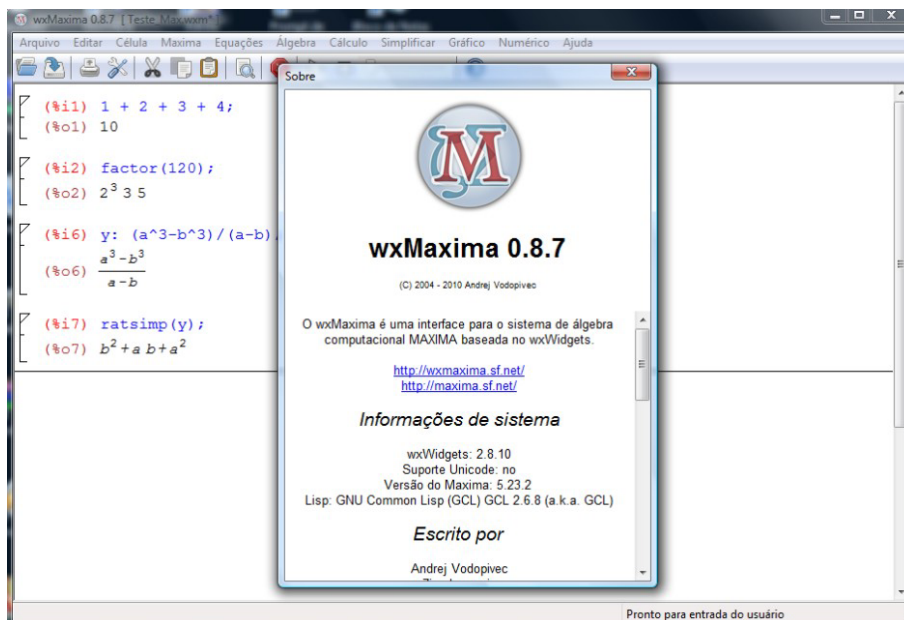 wxMaxima 0.8.7 [ Teste_Max.wxm* ]
Arquivo Editar Célula Maxima Equações Álgebra Cálculo Simplificar Gráfico Numérico Ajuda
(%i1) 1 + 2 + 3 + 4;
(%o1) 10
(%i2) factor(120);
(%o2) 2³ 3 5
(%i6) y: (a^3-b^3)/(a-b)
(%o6) a³-b³
a-b
(%i7) ratsimp(y);
(%o7) b²+a b+a²
Sobre
M
wxMaxima 0.8.7
(C) 2004 - 2010 Andrej Vodopivec
O wxMaxima é uma interface para o sistema de álgebra
computacional MAXIMA baseada no wxWidgets.
http://wxmaxima.sf.net/
http://maxima.sf.net/
Informações de sistema
wxWidgets: 2.8.10
Suporte Unicode: no
Versão do Maxima: 5.23.2
Lisp: GNU Common Lisp (GCL) GCL 2.6.8 (a.k.a. GCL)
Escrito por
Andrej Vodopivec
Pronto para entrada do usuário